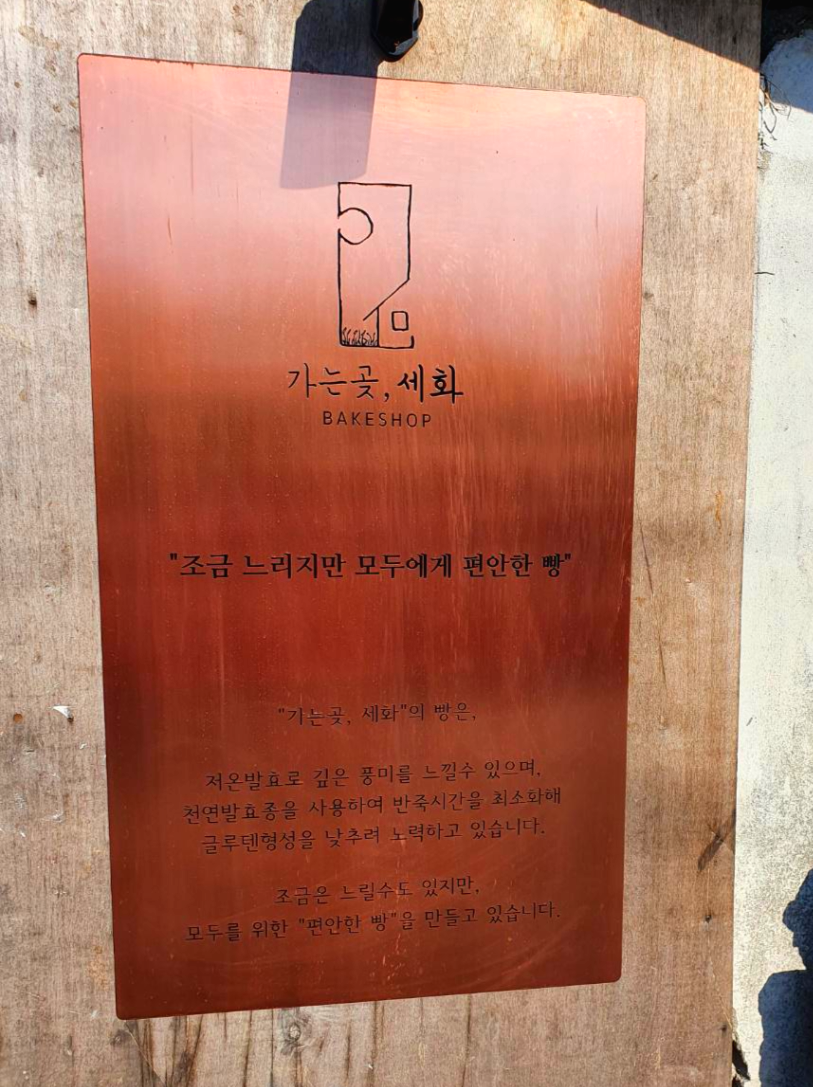 가는곶, 세화
BAKESHOP
"조금 느리지만 모두에게 편안한 빵"
"가는곶, 세화"의 빵은,
저온발효로 깊은 풍미를 느낄수 있으며,
천연발효종을 사용하여 반죽시간을 최소화해
글루텐형성을 낮추려 노력하고 있습니다.
조금은 느릴수도 있지만,
모두를 위한 "편안한 빵"을 만들고 있습니다.